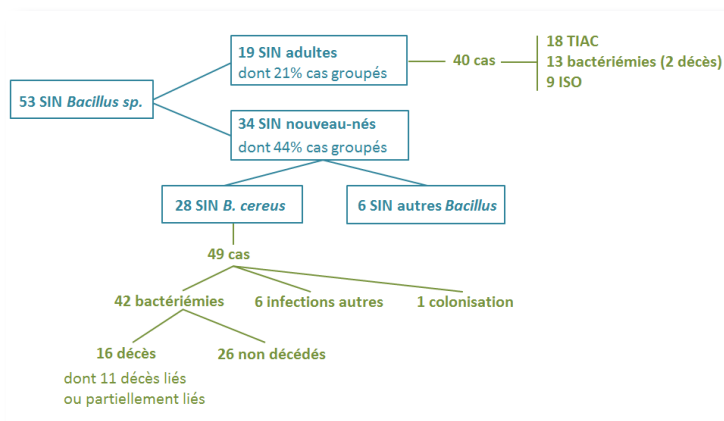 53 SIN Bacillus sp.
19 SIN adultes
dont 21% cas groupés
40 cas
18 TIAC
13 bactériémies (2 décès)
9 ISO
34 SIN nouveau-nés
dont 44% cas groupés
28 SIN B. cereus
6 SIN autres Bacillus
49 cas
42 bactériémies
6 infections autres
1 colonisation
16 décès
26 non décédés
dont 11 décès liés
ou partiellement liés